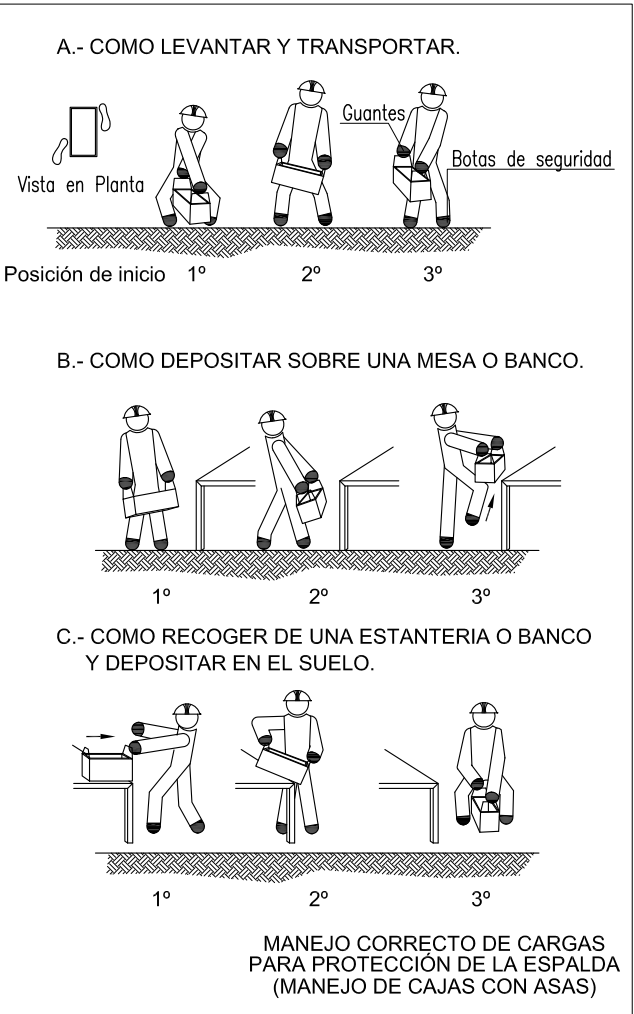 A.- COMO LEVANTAR Y TRANSPORTAR.
Guantes
Botas de seguridad
Vista en Planta
Posición de inicio 1º 2º 3º
B.- COMO DEPOSITAR SOBRE UNA MESA O BANCO.
1º 2º 3º
C.- COMO RECOGER DE UNA ESTANTERIA O BANCO
Y DEPOSITAR EN EL SUELO.
1º 2º 3º
MANEJO CORRECTO DE CARGAS
PARA PROTECCIÓN DE LA ESPALDA
(MANEJO DE CAJAS CON ASAS)